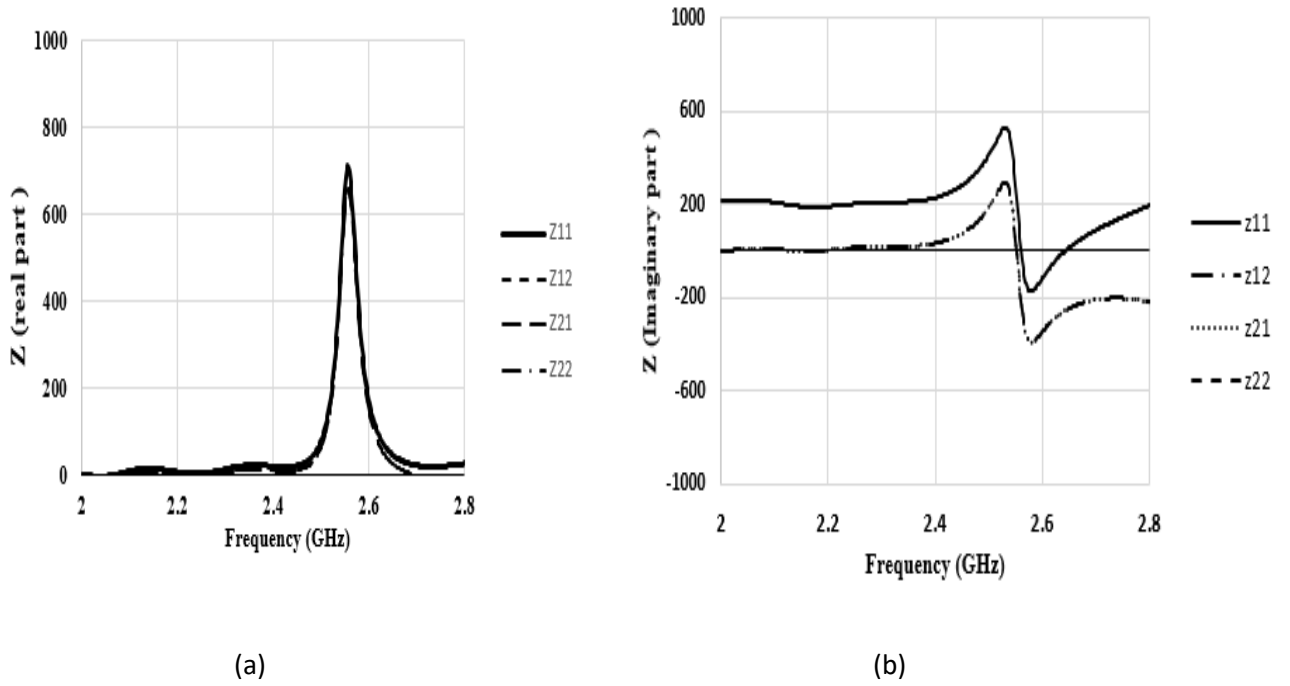 1000
800
600
400
200
0
Z (real part )
2 2.2 2.4 2.6 2.8
Frequency (GHz)
Z11
Z12
Z21
Z22
(a)
1000
600
200
-200
-600
-1000
Z (Imaginary part )
2 2.2 2.4 2.6 2.8
Frequency (GHz)
z11
z12
z21
z22
(b)